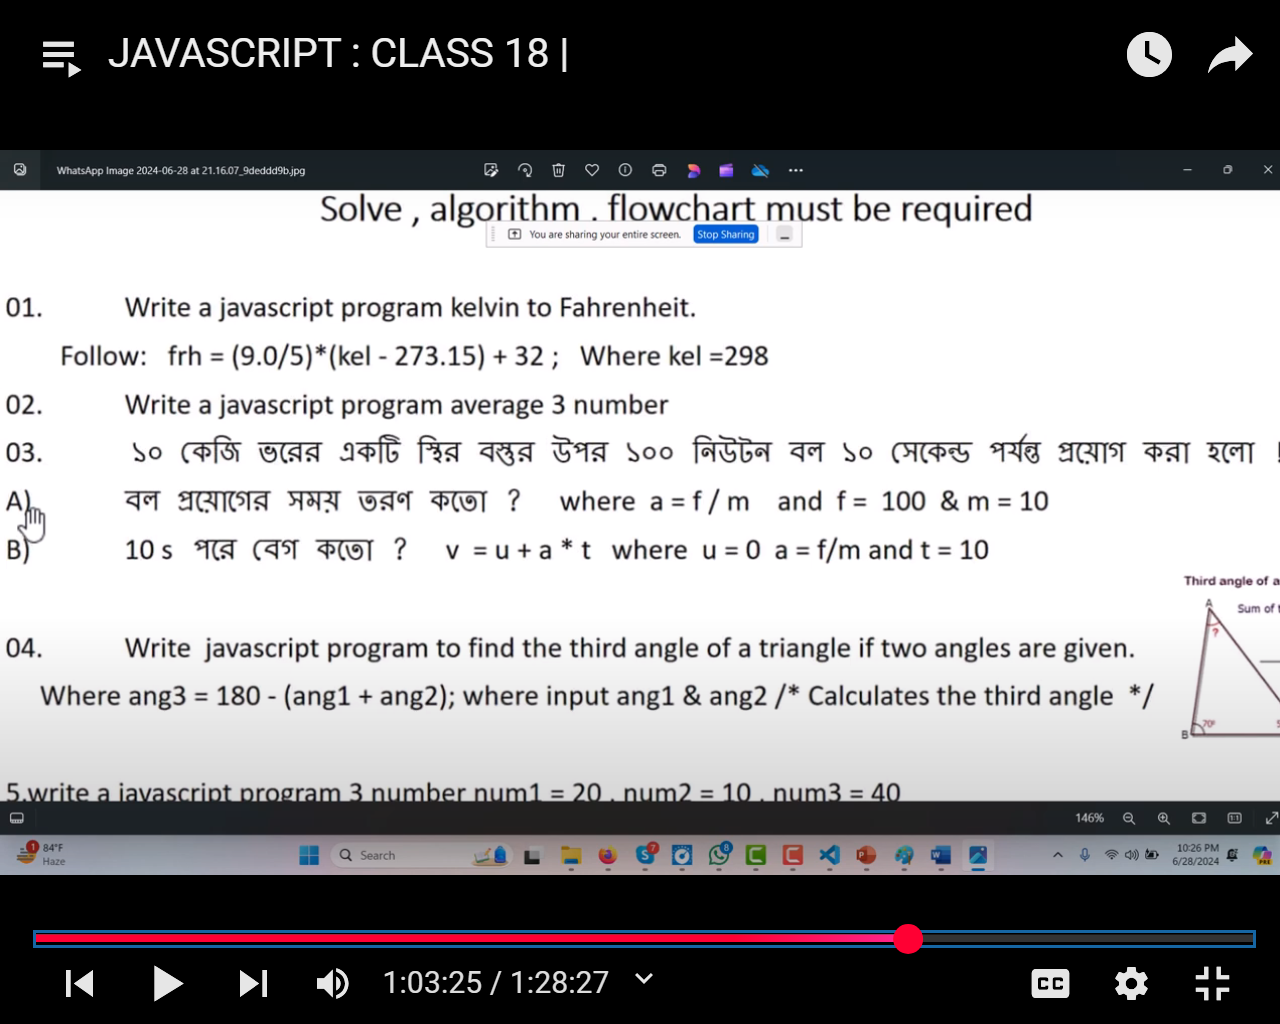 JAVASCRIPT : CLASS 18 |
WhatsApp Image 2024-06-28 at 21.16.07_9deddd9b.jpg
Solve , algorithm . flowchart must be required
You are sharing your entire screen. Stop Sharing
01. Write a javascript program kelvin to Fahrenheit.
Follow: frh = (9.0/5)*(kel - 273.15) + 32 ; Where kel =298
02. Write a javascript program average 3 number
03. ১০ কেজি ভরের একটি স্থির বস্তুর উপর ১০০ নিউটন বল ১০ সেকেন্ড পর্যন্ত প্রয়োগ করা হলো !
A) বল প্রয়োগের সময় তরণ কতো ? where a = f / m and f = 100 & m = 10
B) 10 s পরে বেগ কতো ? v = u + a * t where u = 0 a = f/m and t = 10
Third angle of a
A
Sum of t
?
04. Write javascript program to find the third angle of a triangle if two angles are given.
Where ang3 = 180 - (ang1 + ang2); where input ang1 & ang2 /* Calculates the third angle */
B 70°
5.write a javascript program 3 number num1 = 20 , num2 = 10 , num3 = 40
146%
1 84°F
Haze
Search
7
8
10:26 PM
6/28/2024
PRE
1:03:25 / 1:28:27
CC